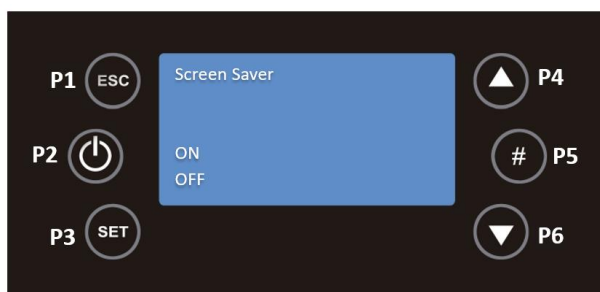 P1 ESC
Screen Saver
P4
P2
ON
# P5
OFF
P3 SET
P6